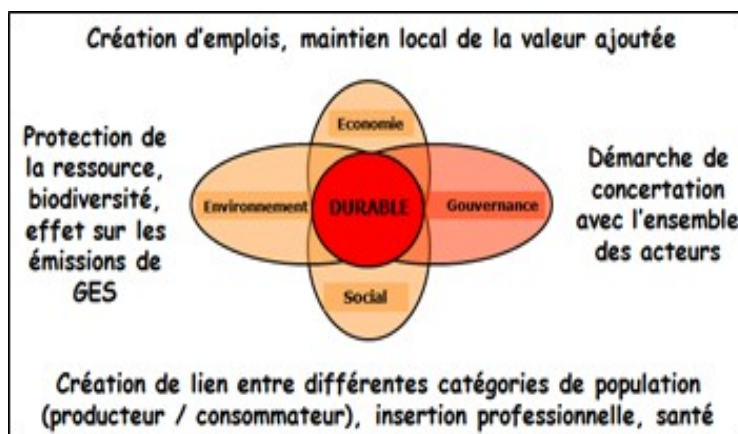 Création d'emplois, maintien local de la valeur ajoutée
Economie
Protection de
la ressource,
biodiversité,
effet sur les
émissions de
GES
Environnement
DURABLE
Gouvernance
Démarche de
concertation
avec l'ensemble
des acteurs
Social
Création de lien entre différentes catégories de population
(producteur / consommateur), insertion professionnelle, santé